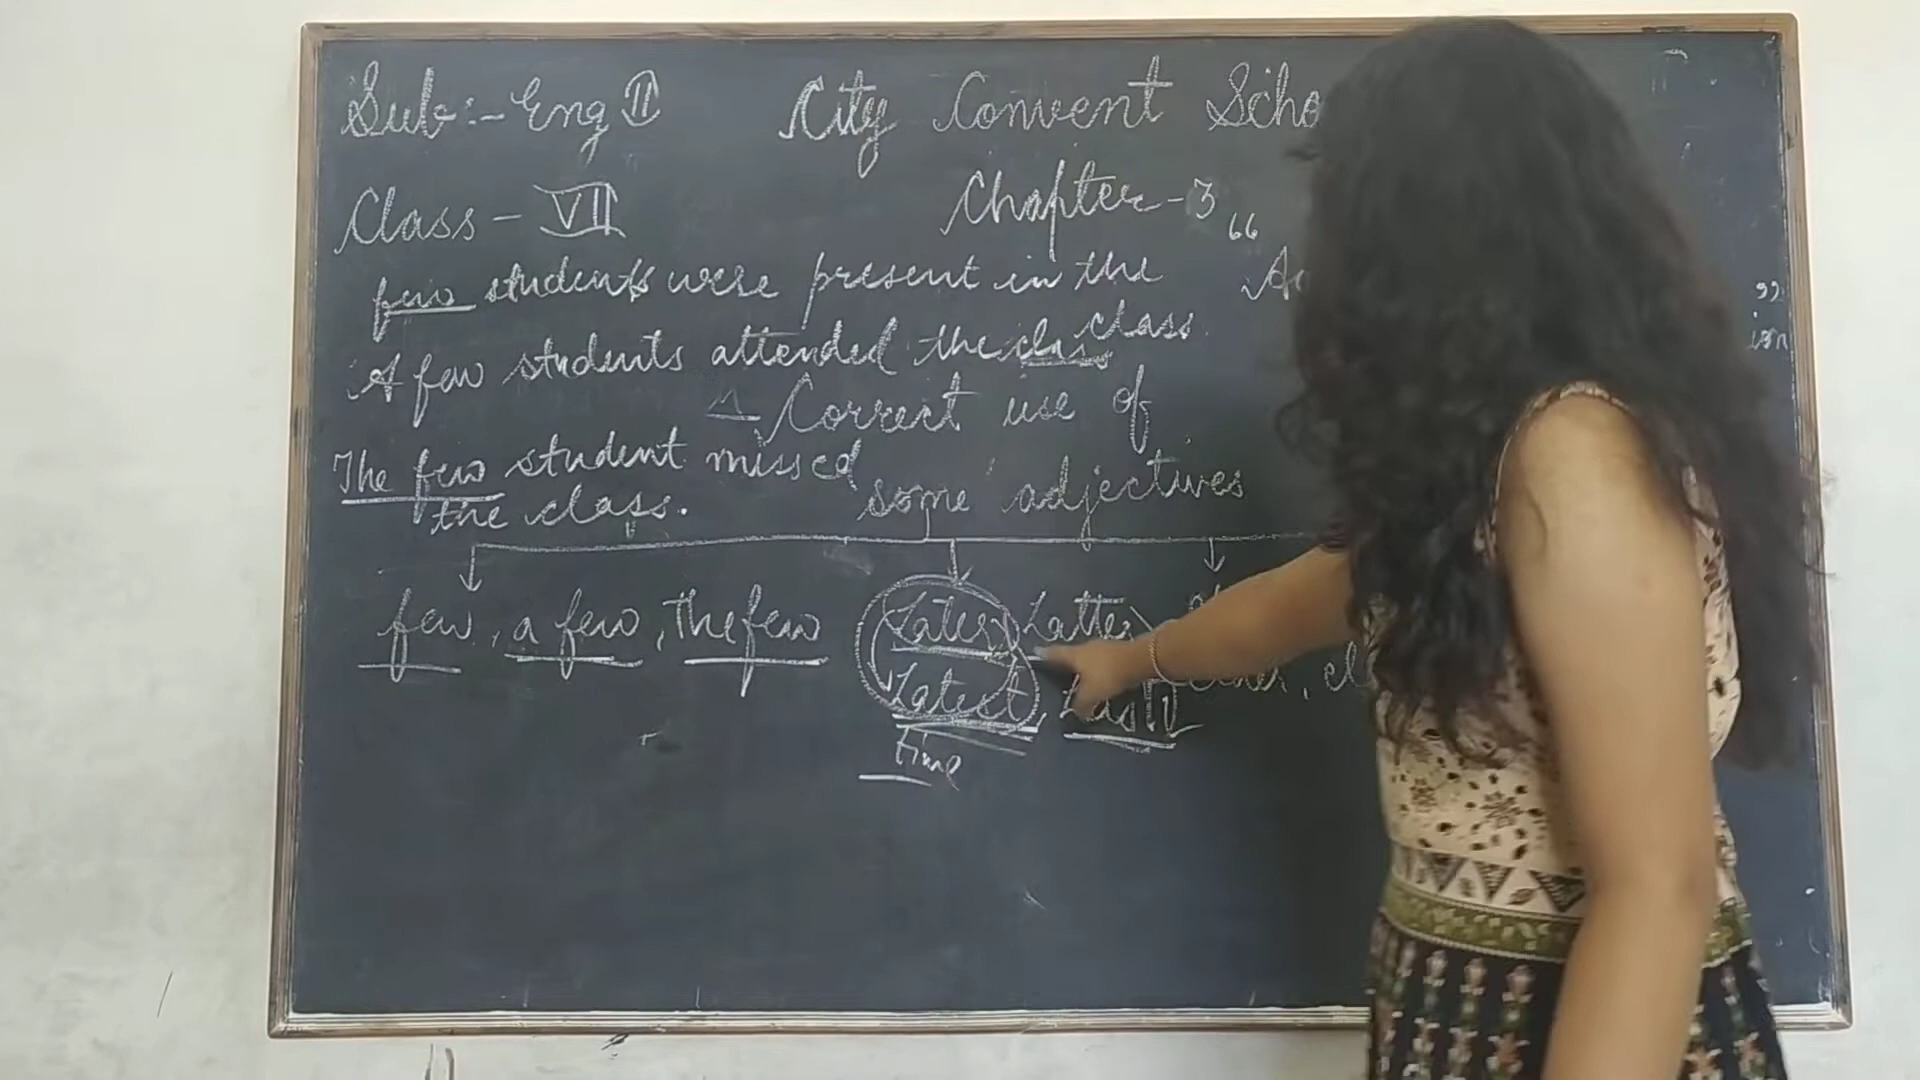 Sub:- Eng II
City Convent Scho
Class - VII
Chapter-3
few students were present in the
class
A few students attended the class
Correct use of
some adjectives
The few student missed
the class.
few, a few, The few
Later, Latter
Latest, Last
time